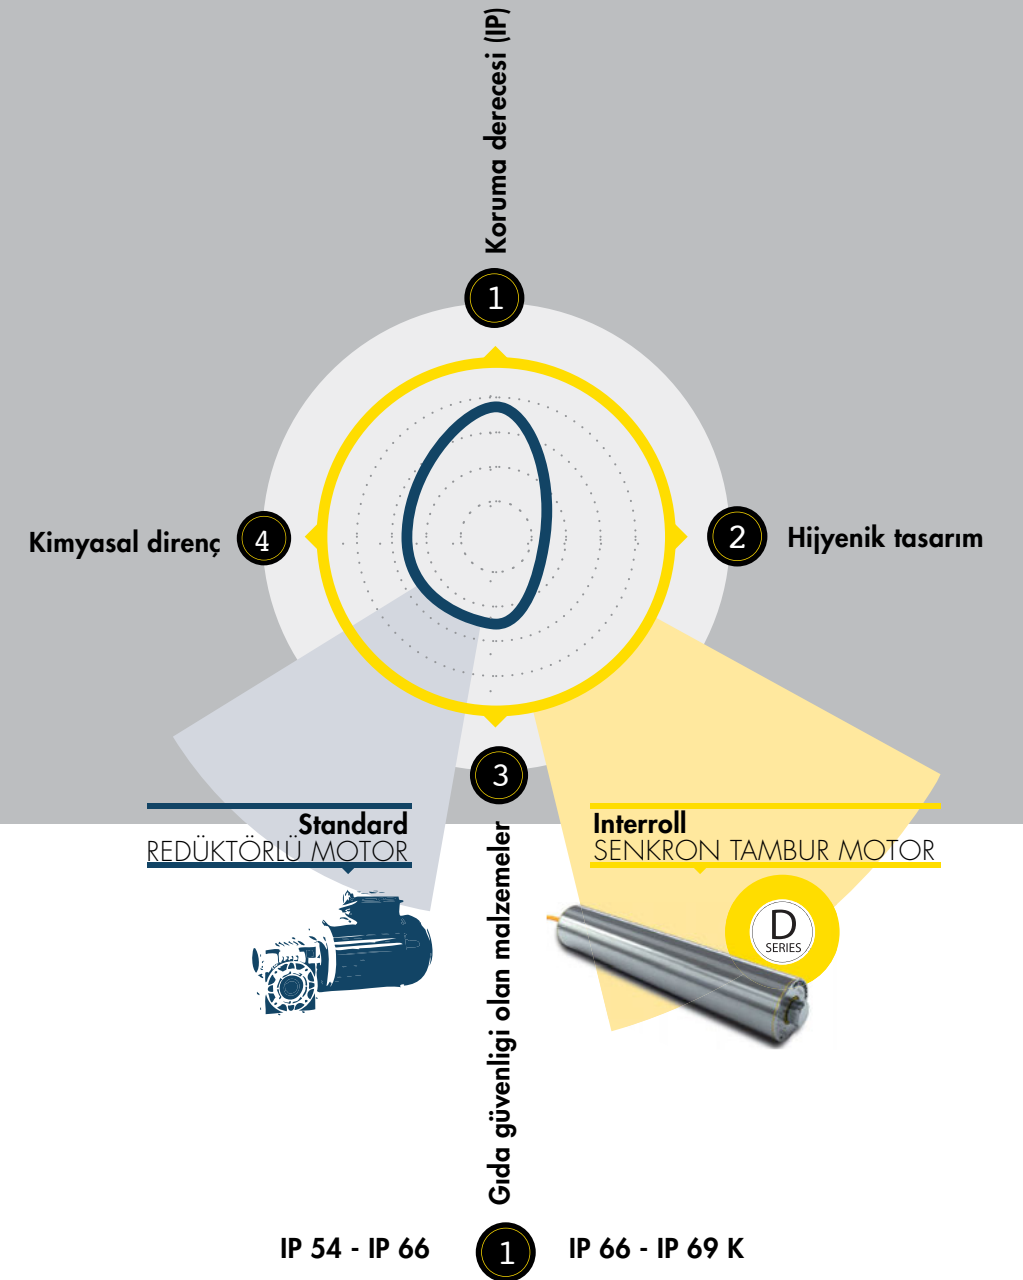 Koruma derecesi (IP)
1
Kimyasal direnç
4
2
Hijyenik tasarım
3
Standard
REDÜKTÖRLÜ MOTOR
Interroll
SENKRON TAMBUR MOTOR
D
SERIES
Gıda güvenligi olan malzemeler
IP 54 - IP 66
1
IP 66 - IP 69 K